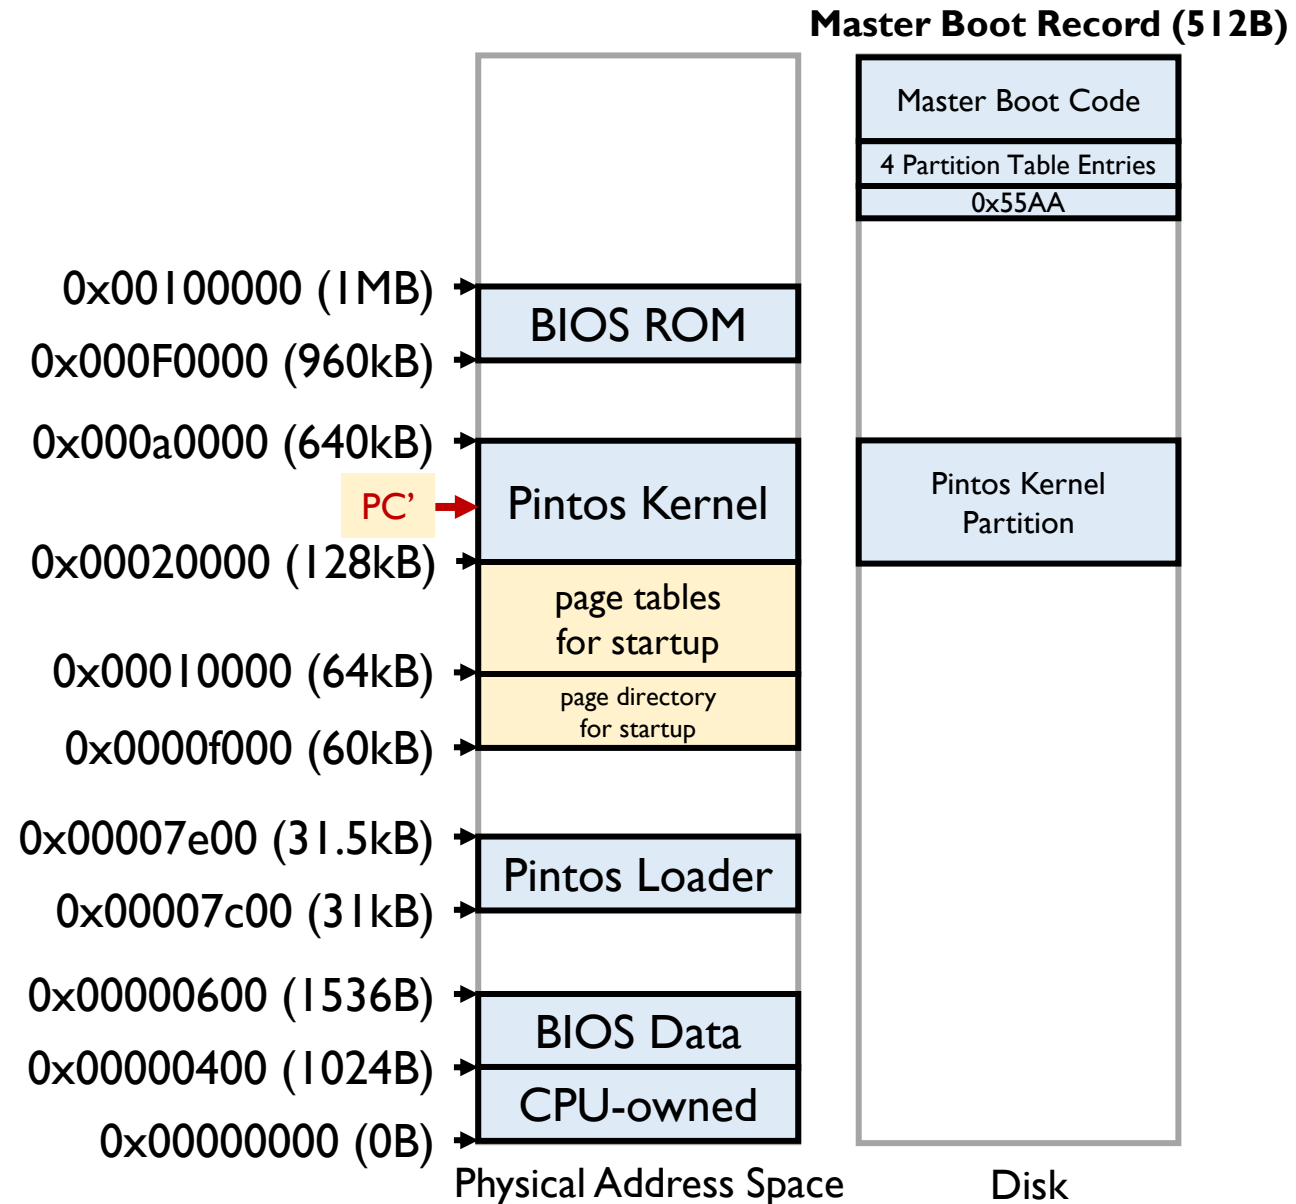 Master Boot Record (512B)
Master Boot Code
4 Partition Table Entries
0x55AA
0x00100000 (1MB)
BIOS ROM
0x000F0000 (960kB)
0x000a0000 (640kB)
PC’
Pintos Kernel
Pintos Kernel
Partition
0x00020000 (128kB)
page tables
for startup
0x00010000 (64kB)
page directory
for startup
0x0000f000 (60kB)
0x00007e00 (31.5kB)
Pintos Loader
0x00007c00 (31kB)
0x00000600 (1536B)
BIOS Data
0x00000400 (1024B)
CPU-owned
0x00000000 (0B)
Physical Address Space
Disk